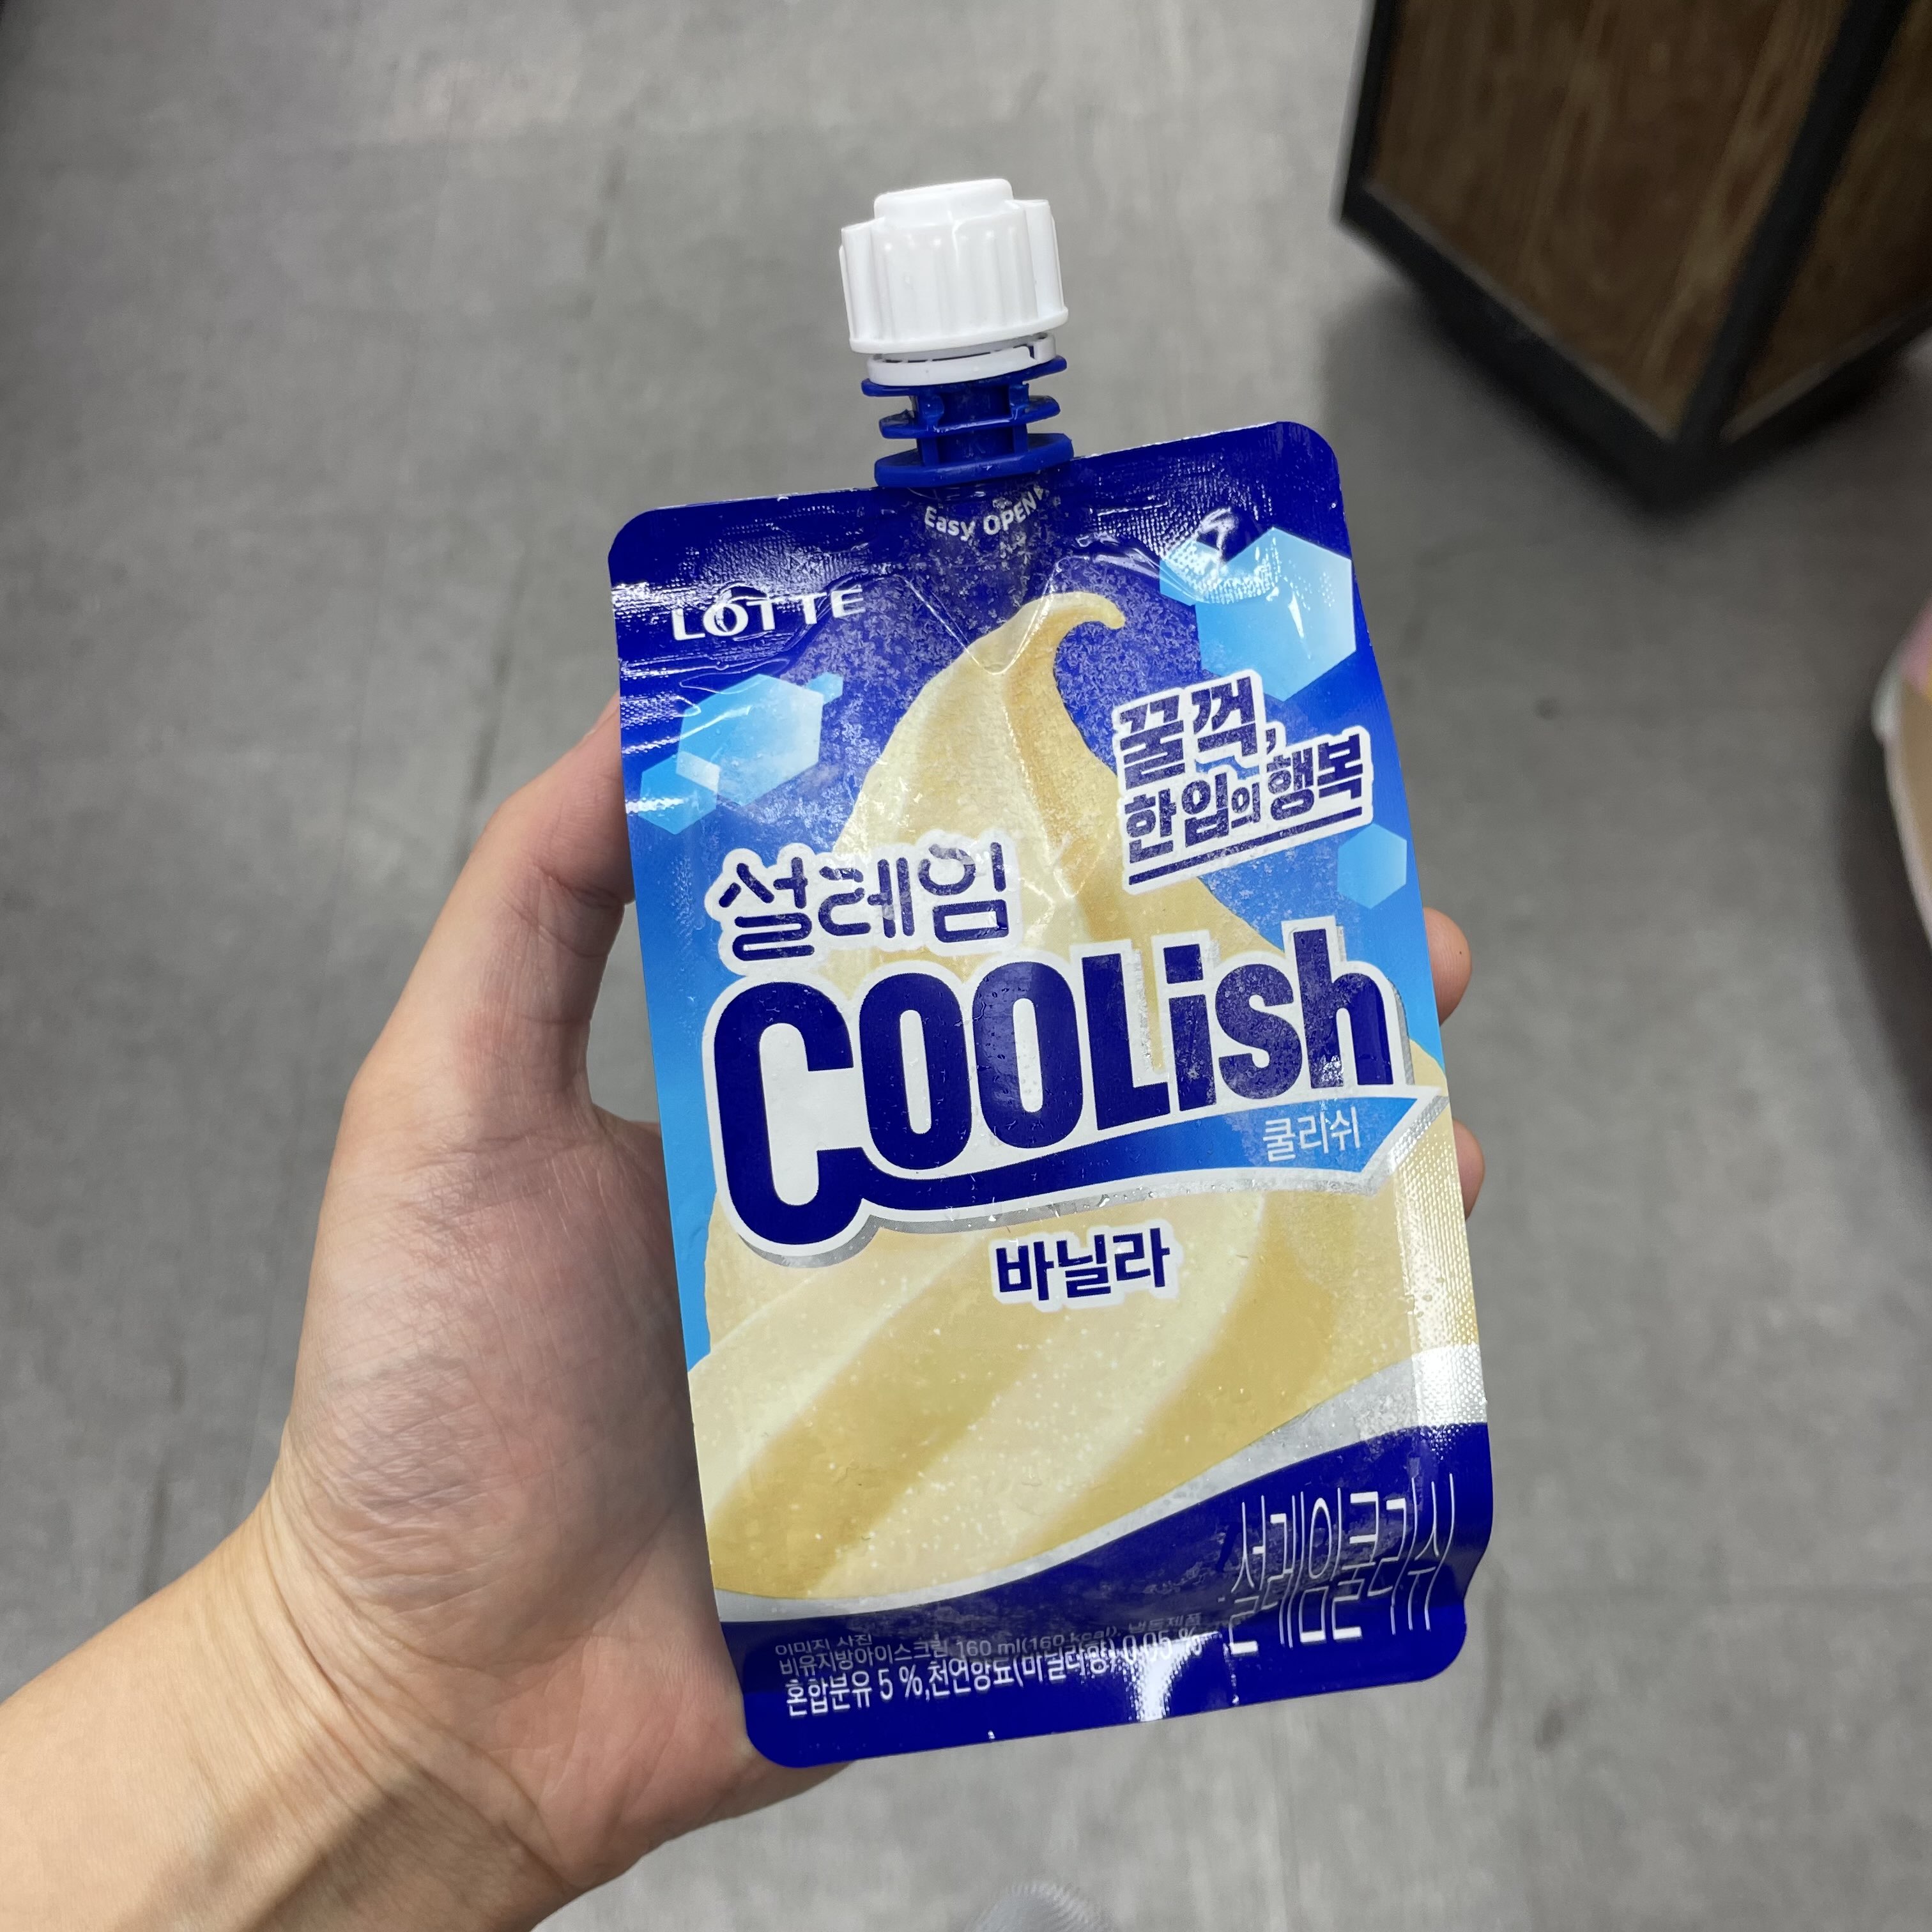 Easy OPEN
LOTTE
꿀꺽,
한입의 행복
설레임
COOLish
쿨리쉬
바닐라
설레임쿨리쉬
이미지 사진
비유지방아이스크림 160 ml(160 kcal), 냉동제품
혼합분유 5 %,천연향료(바닐라향) 0.05 %